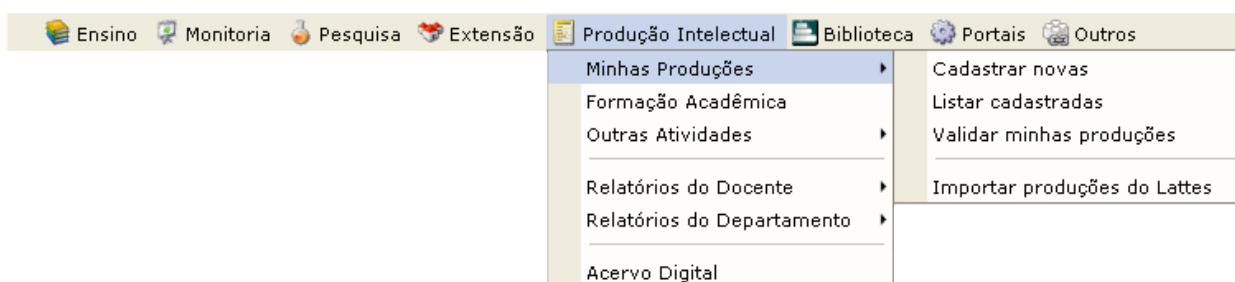 Ensino Monitoria Pesquisa Extensão Produção Intelectual Biblioteca Portais Outros
Minhas Produções
Formação Acadêmica
Outras Atividades
Relatórios do Docente
Relatórios do Departamento
Acervo Digital
Cadastrar novas
Listar cadastradas
Validar minhas produções
Importar produções do Lattes